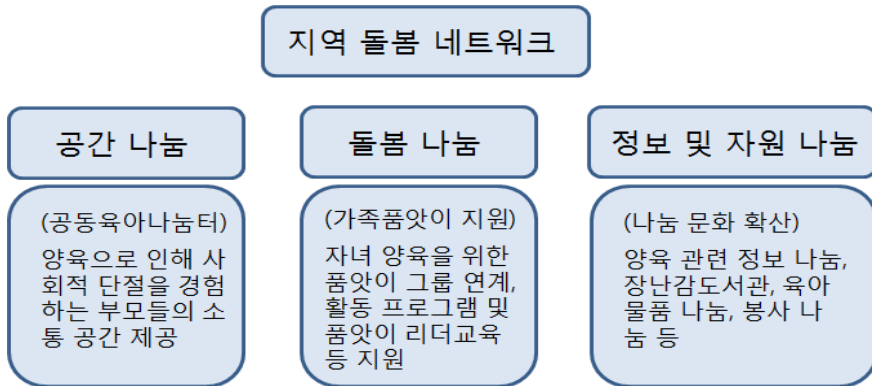 지역 돌봄 네트워크
공간 나눔
돌봄 나눔
정보 및 자원 나눔
(공동육아나눔터)
양육으로 인해 사
회적 단절을 경험
하는 부모들의 소
통 공간 제공
(가족품앗이 지원)
자녀 양육을 위한
품앗이 그룹 연계,
활동 프로그램 및
품앗이 리더교육
등 지원
(나눔 문화 확산)
양육 관련 정보 나눔,
장난감도서관, 육아
물품 나눔, 봉사 나
눔 등